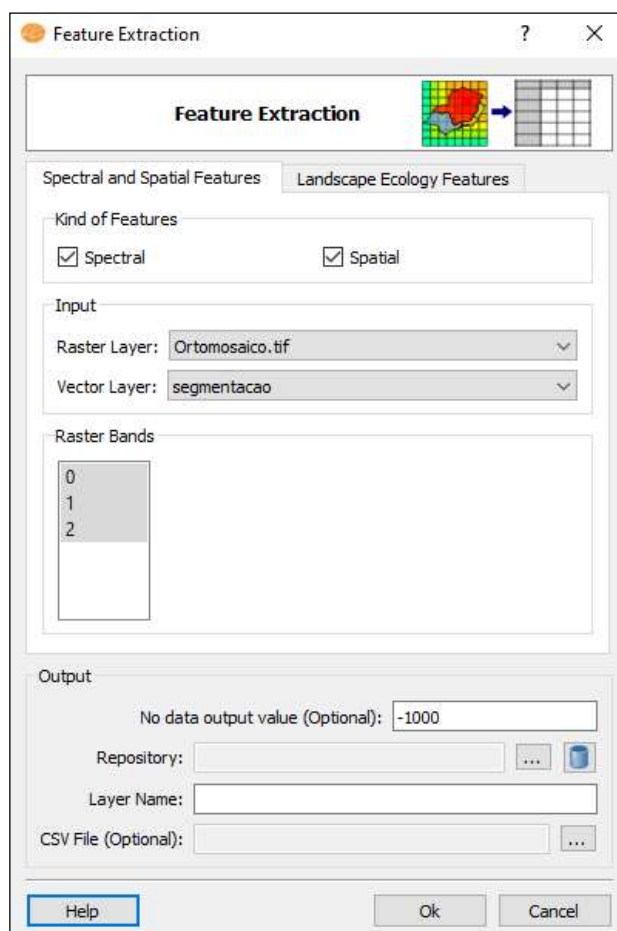 Feature Extraction ?
Feature Extraction
Spectral and Spatial Features Landscape Ecology Features
Kind of Features
Spectral Spatial
Input
Raster Layer: Ortomosaico.tif
Vector Layer: segmentacao
Raster Bands
0
1
2
Output
No data output value (Optional): -1000
Repository: ...
Layer Name:
CSV File (Optional): ...
Help Ok Cancel